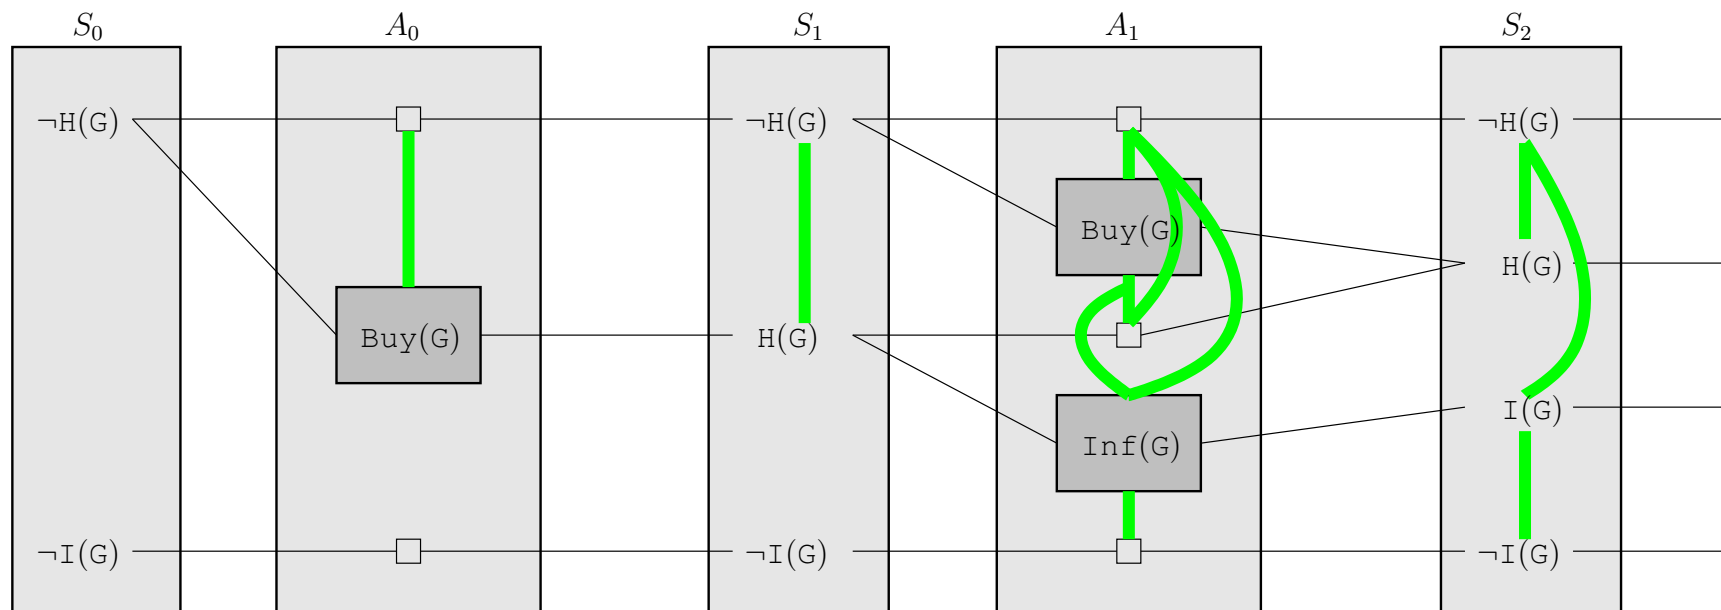 S₀ A₀ S₁ A₁ S₂
¬H(G) ¬H(G) ¬H(G)
Buy(G)
H(G)
Buy(G) H(G)
I(G)
Inf(G)
¬I(G) ¬I(G) ¬I(G)